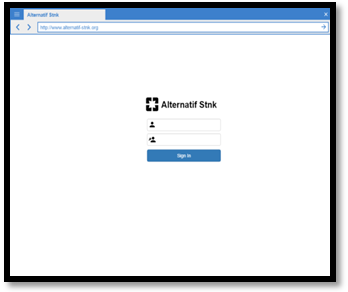 Alternatif Stnk
http://www.alternatif-stnk.org
Alternatif Stnk
Sign In